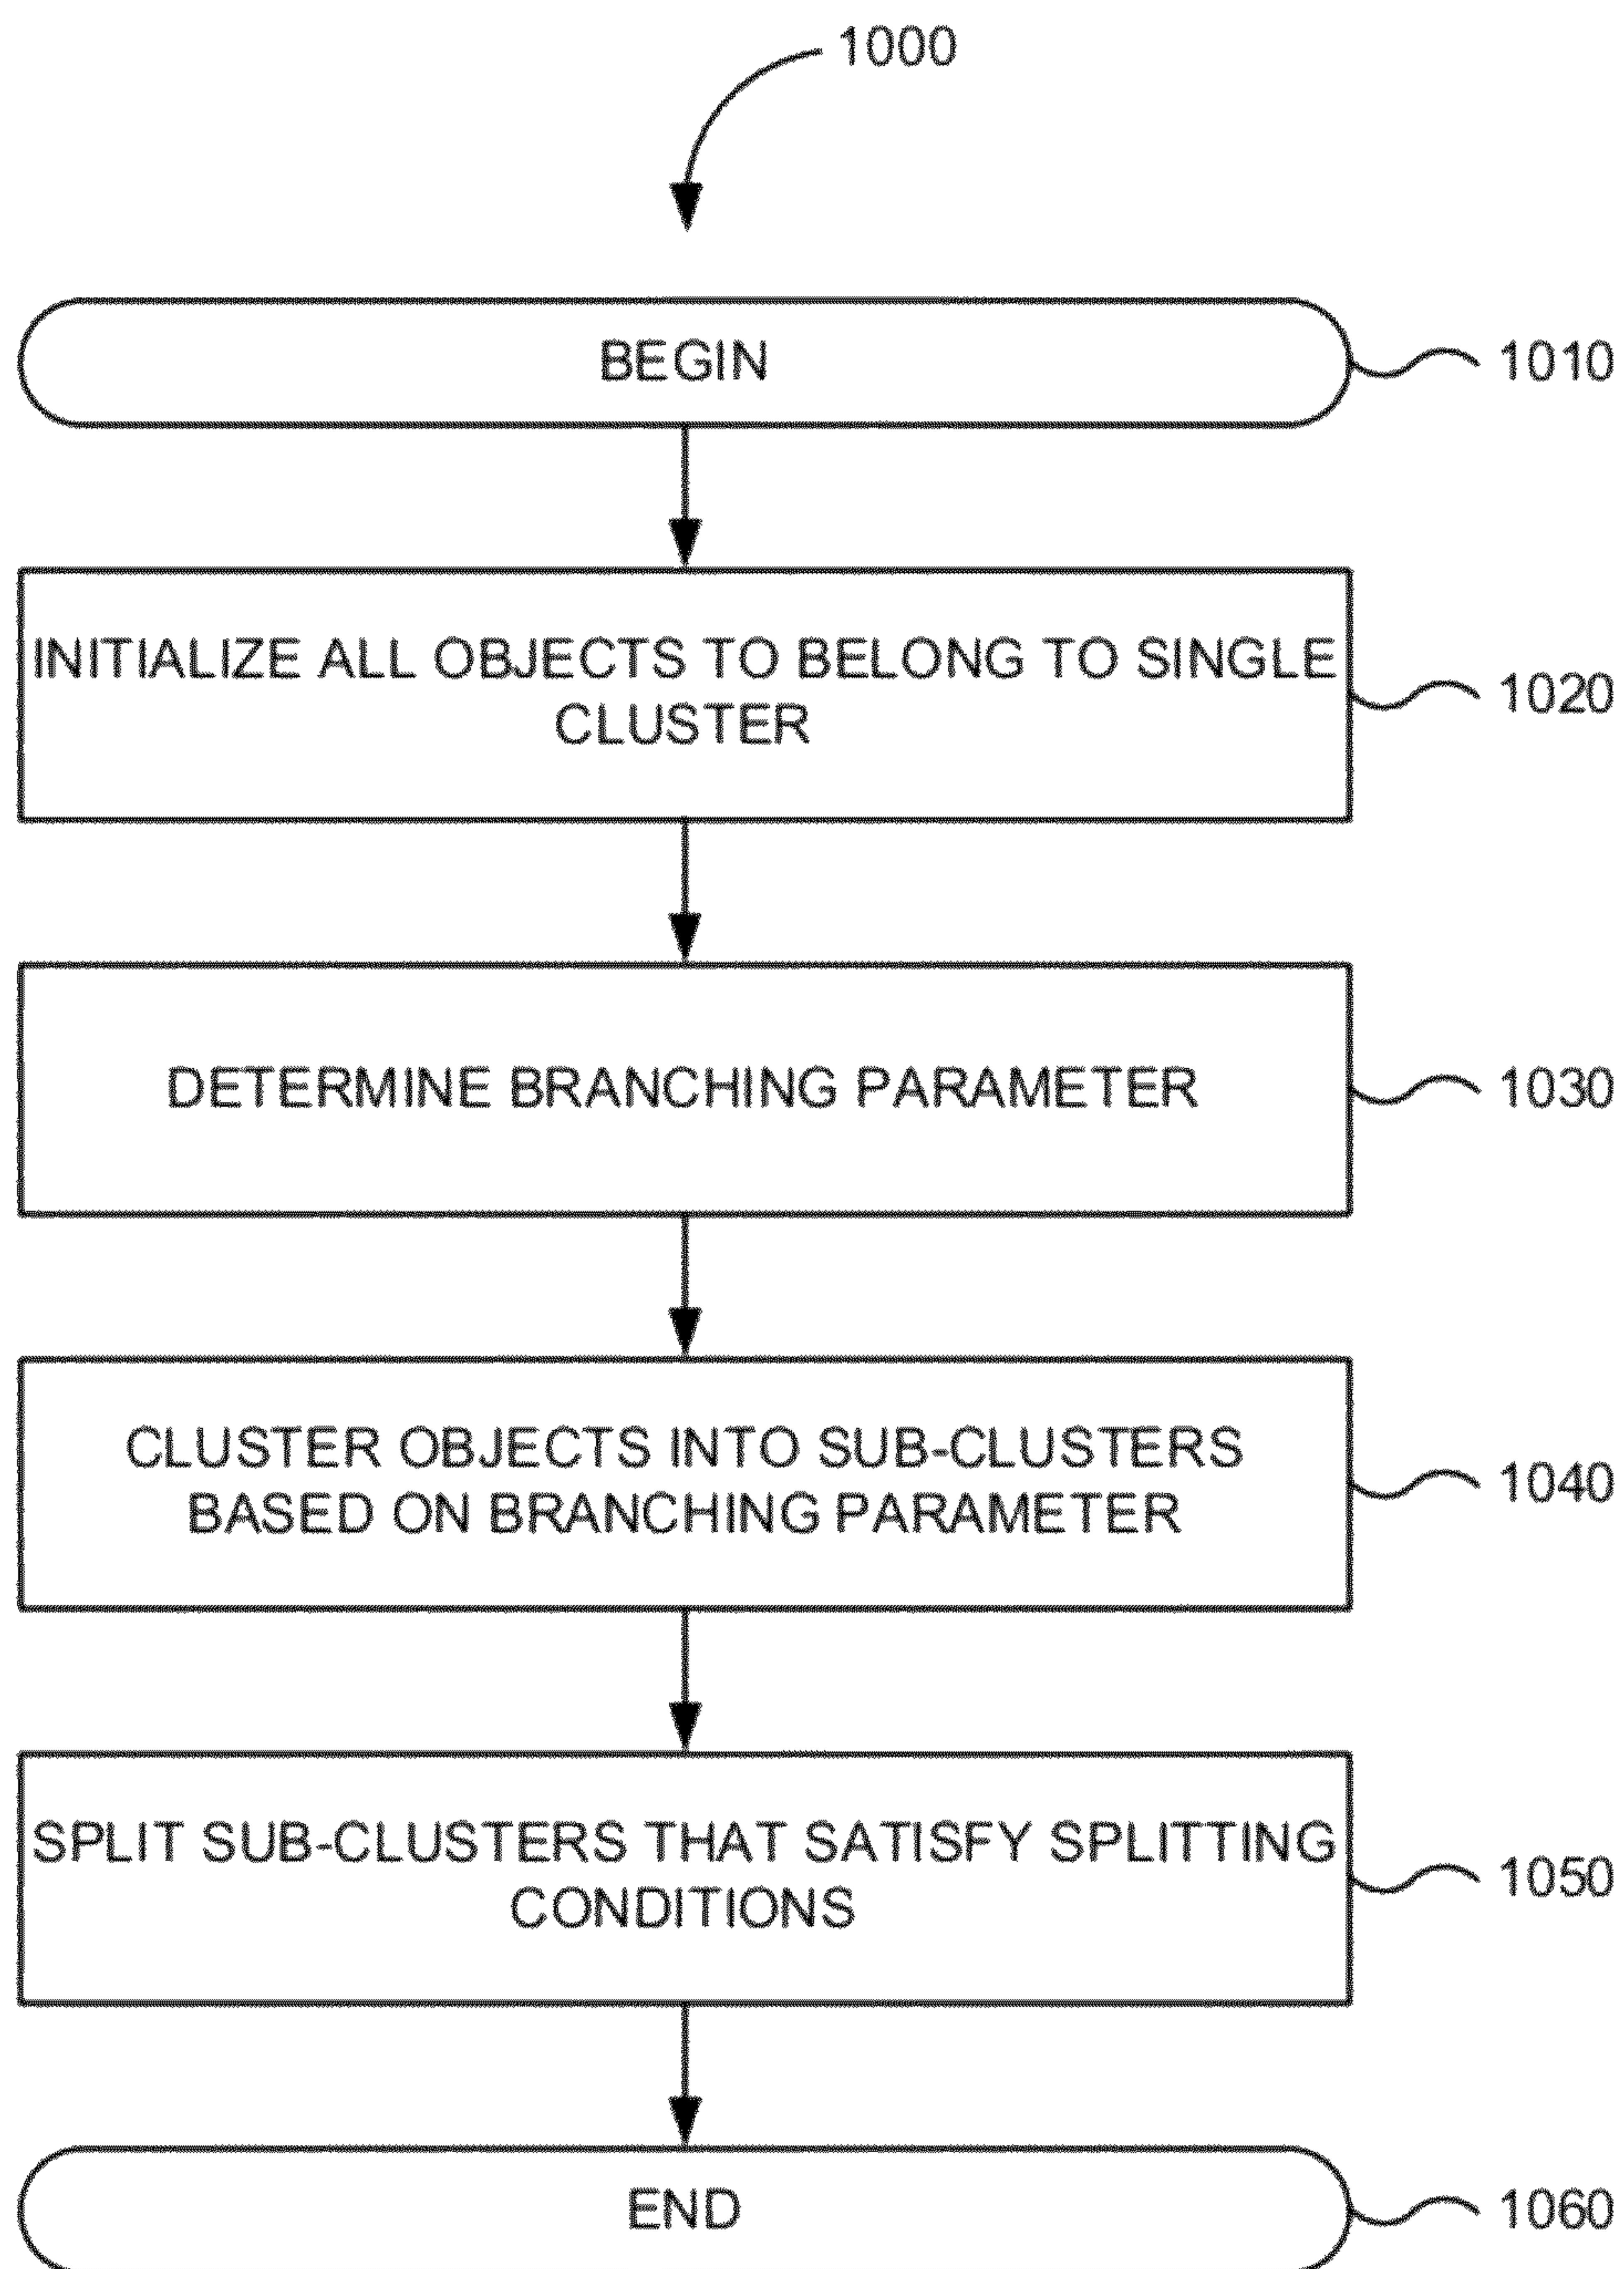 1000
BEGIN
1010
INITIALIZE ALL OBJECTS TO BELONG TO SINGLE
CLUSTER
1020
DETERMINE BRANCHING PARAMETER
1030
CLUSTER OBJECTS INTO SUB-CLUSTERS
BASED ON BRANCHING PARAMETER
1040
SPLIT SUB-CLUSTERS THAT SATISFY SPLITTING
CONDITIONS
1050
END
1060